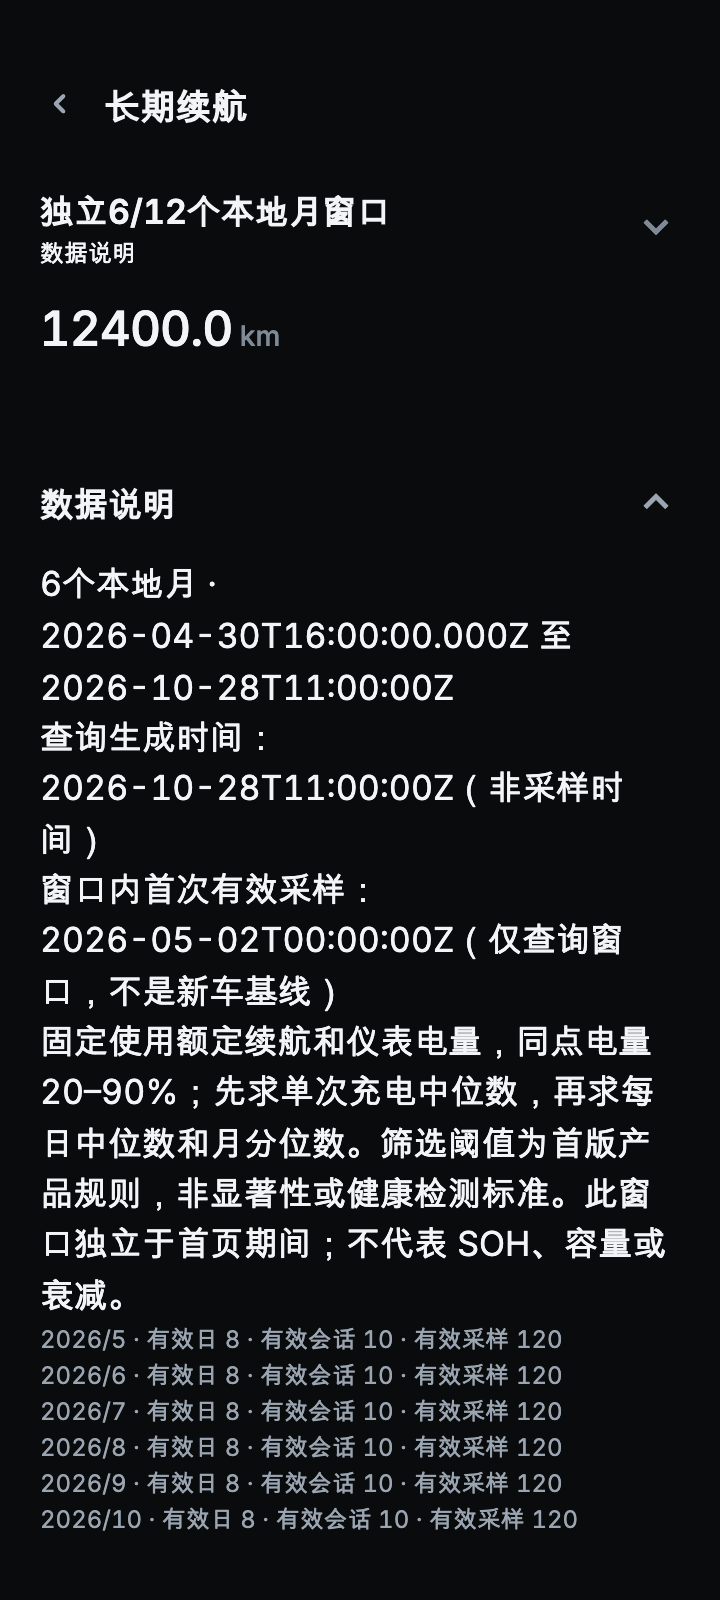 长期续航
独立6/12个本地月窗口
数据说明
12400.0 km
数据说明
6个本地月 ·
2026-04-30T16:00:00.000Z 至
2026-10-28T11:00:00Z
查询生成时间：
2026-10-28T11:00:00Z（非采样时
间）
窗口内首次有效采样：
2026-05-02T00:00:00Z（仅查询窗
口，不是新车基线）
固定使用额定续航和仪表电量，同点电量
20–90%；先求单次充电中位数，再求每
日中位数和月分位数。筛选阈值为首版产
品规则，非显著性或健康检测标准。此窗
口独立于首页期间；不代表 SOH、容量或
衰减。
2026/5 · 有效日 8 · 有效会话 10 · 有效采样 120
2026/6 · 有效日 8 · 有效会话 10 · 有效采样 120
2026/7 · 有效日 8 · 有效会话 10 · 有效采样 120
2026/8 · 有效日 8 · 有效会话 10 · 有效采样 120
2026/9 · 有效日 8 · 有效会话 10 · 有效采样 120
2026/10 · 有效日 8 · 有效会话 10 · 有效采样 120